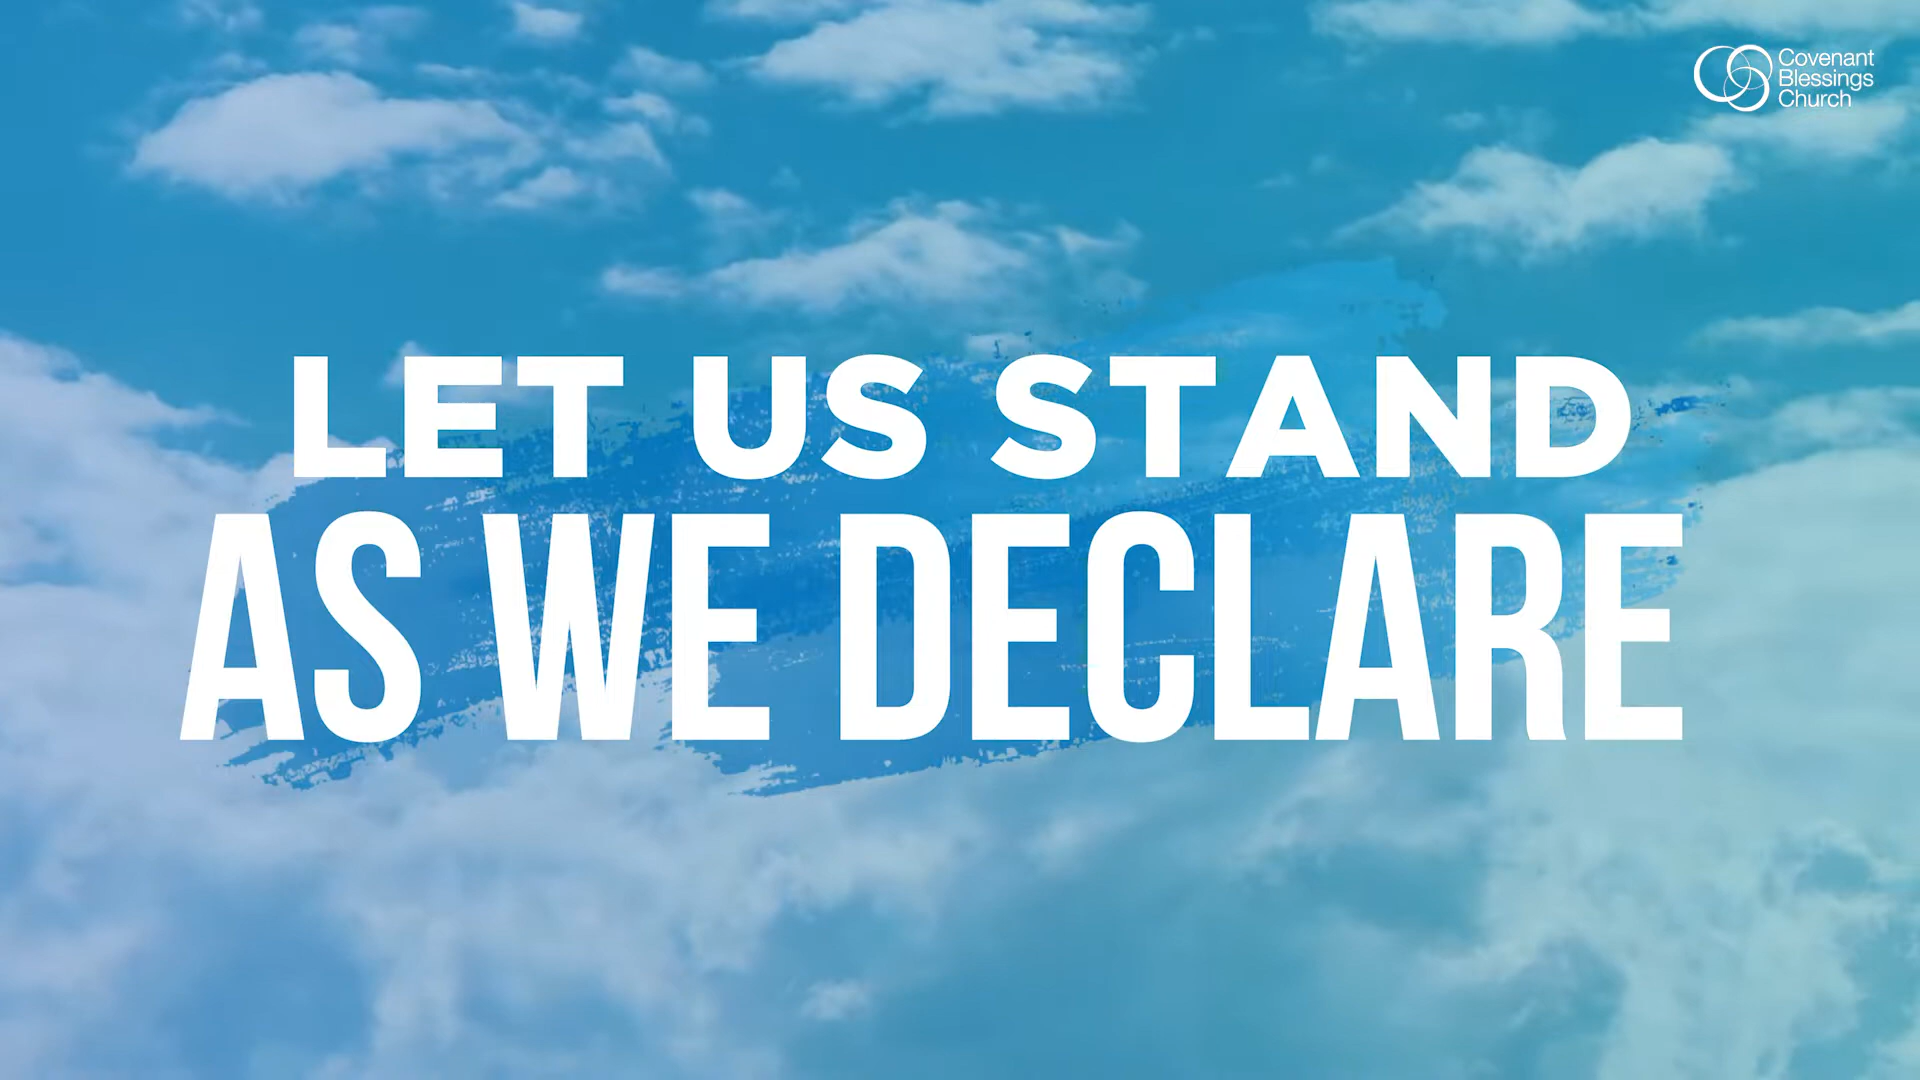 Covenant
Blessings
Church
LET US STAND
AS WE DECLARE